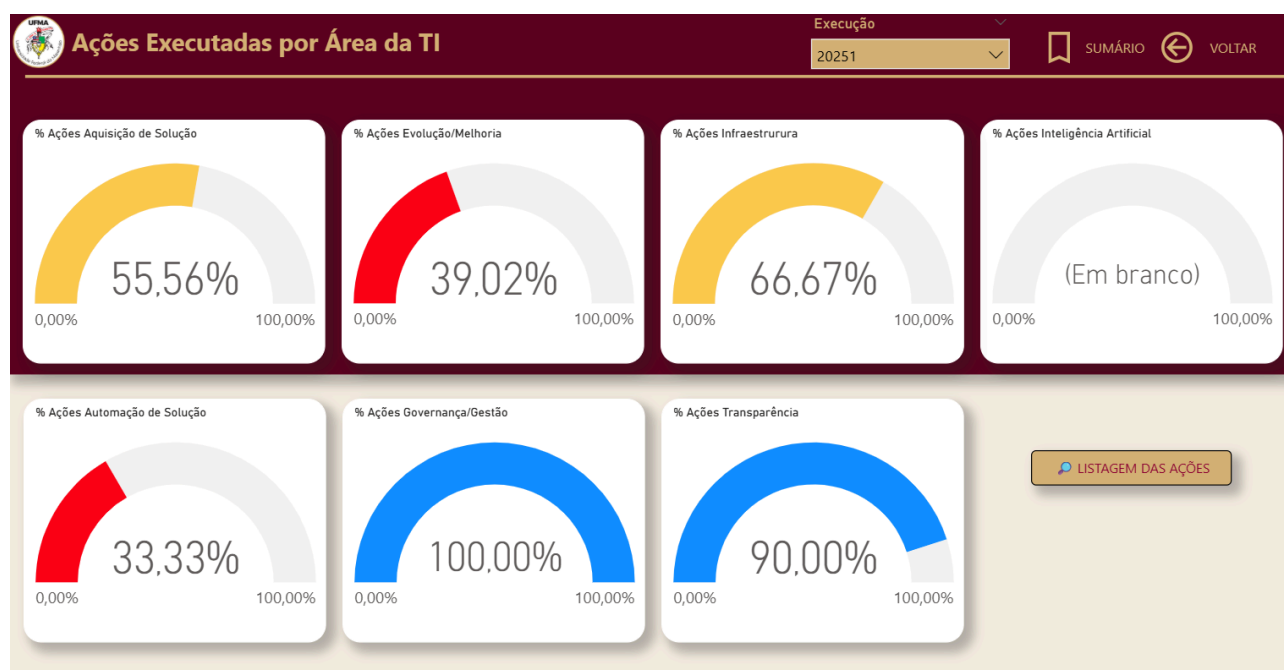 UFMA
Ações Executadas por Área da TI
Execução
20251
SUMÁRIO
VOLTAR
% Ações Aquisição de Solução
55,56%
0,00%
100,00%
% Ações Evolução/Melhoria
39,02%
0,00%
100,00%
% Ações Infraestrurura
66,67%
0,00%
100,00%
% Ações Inteligência Artificial
(Em branco)
0,00%
100,00%
% Ações Automação de Solução
33,33%
0,00%
100,00%
% Ações Governança/Gestão
100,00%
0,00%
100,00%
% Ações Transparência
90,00%
0,00%
100,00%
LISTAGEM DAS AÇÕES